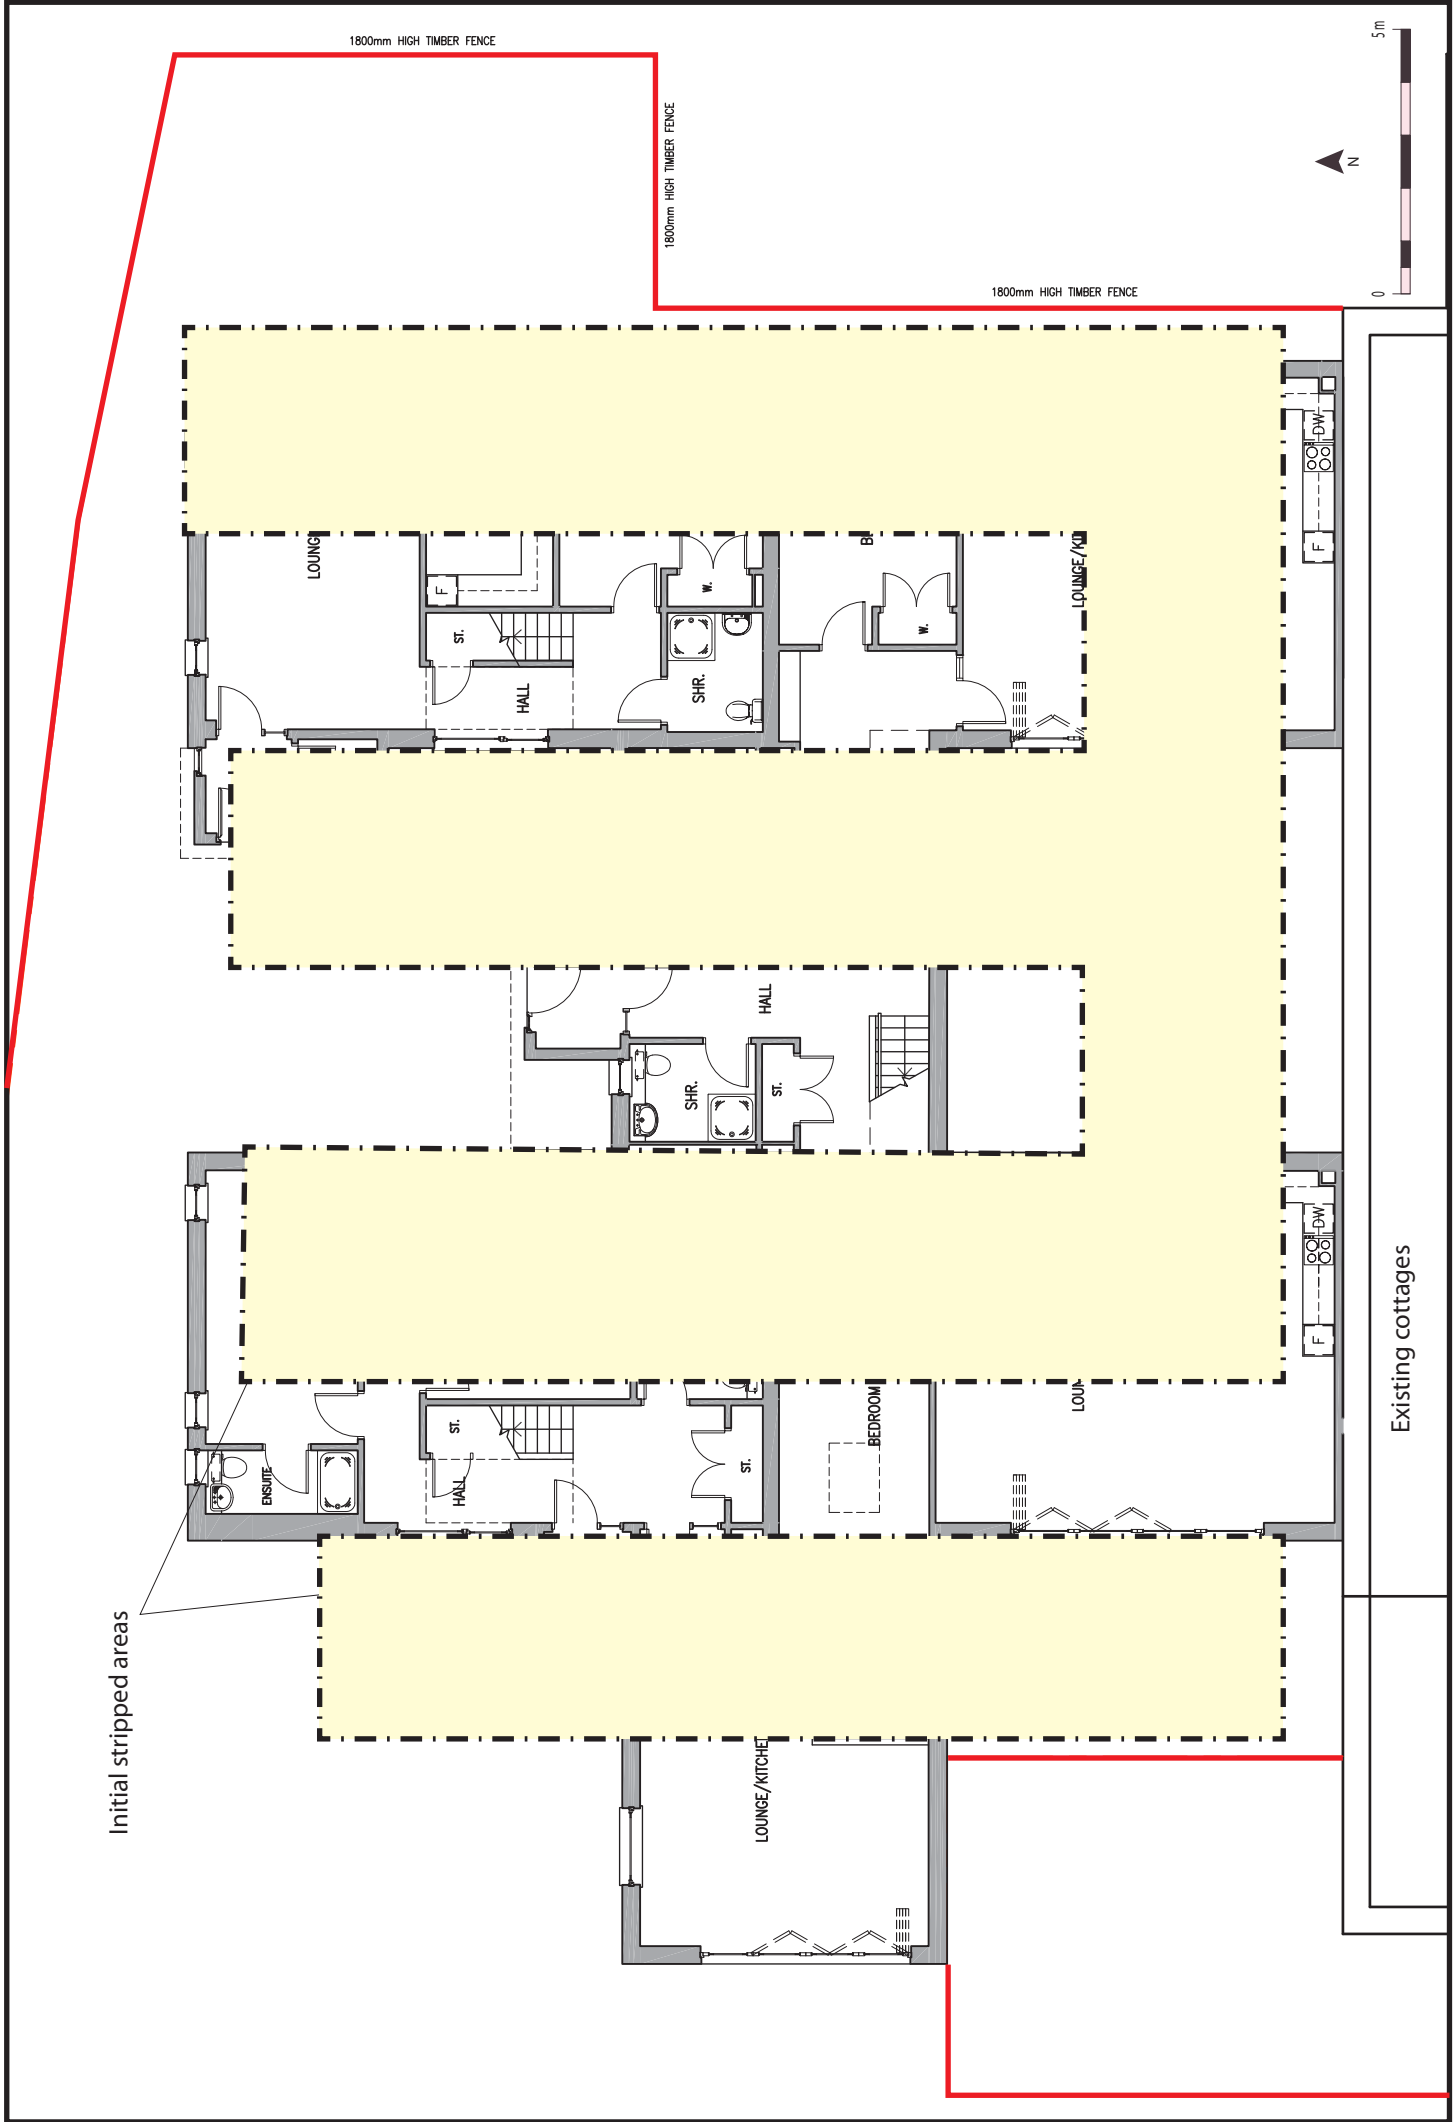 1800mm HIGH TIMBER FENCE
1800mm HIGH TIMBER FENCE
1800mm HIGH TIMBER FENCE
5 m
0
N
LOUNG
F
ST.
HALL
W.
SHR.
W.
LOUNGE/KI
DW
F
HALL
SHR.
ST.
ENSUITE
ST.
HALL
ST.
BEDROOM
LOUN
DW
F
Existing cottages
Initial stripped areas
LOUNGE/KITCHE